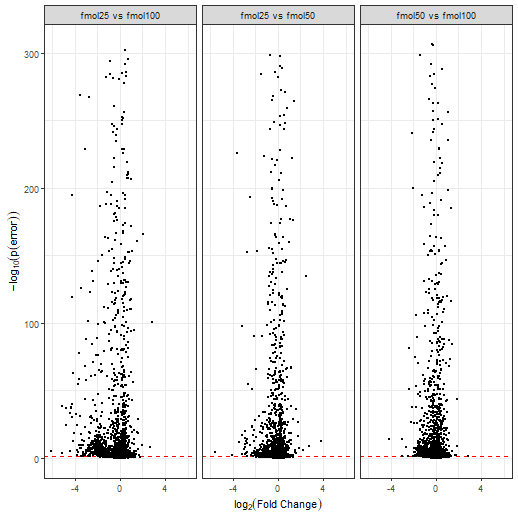 fmol25 vs fmol100 fmol25 vs fmol50 fmol50 vs fmol100
300
200
100
0
−log₁₀(p(error))
-4 0 4 -4 0 4 -4 0 4
log₂(Fold Change)